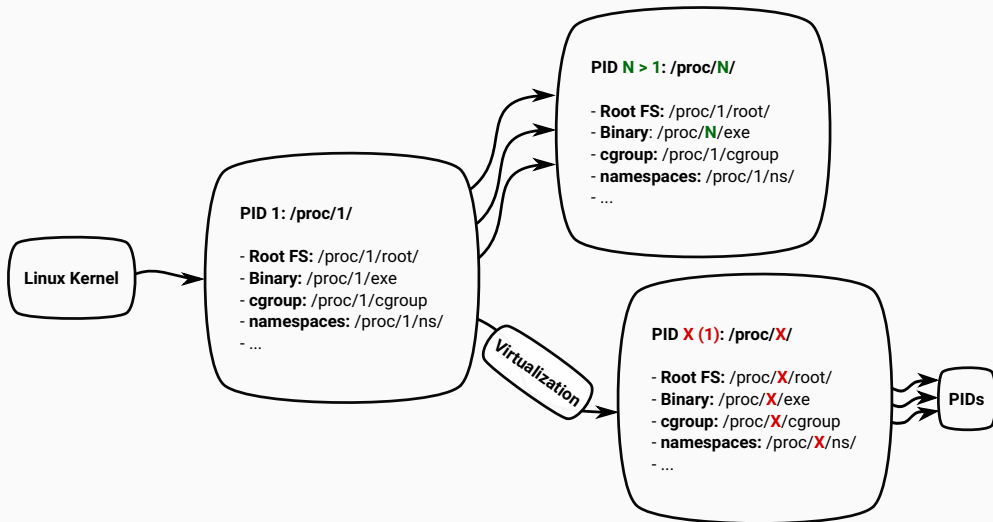 Linux Kernel
PID 1: /proc/1/
- Root FS: /proc/1/root/
- Binary: /proc/1/exe
- cgroup: /proc/1/cgroup
- namespaces: /proc/1/ns/
- ...
PID N > 1: /proc/N/
- Root FS: /proc/1/root/
- Binary: /proc/N/exe
- cgroup: /proc/1/cgroup
- namespaces: /proc/1/ns/
- ...
Virtualization
PID X (1): /proc/X/
- Root FS: /proc/X/root/
- Binary: /proc/X/exe
- cgroup: /proc/X/cgroup
- namespaces: /proc/X/ns/
- ...
PIDs